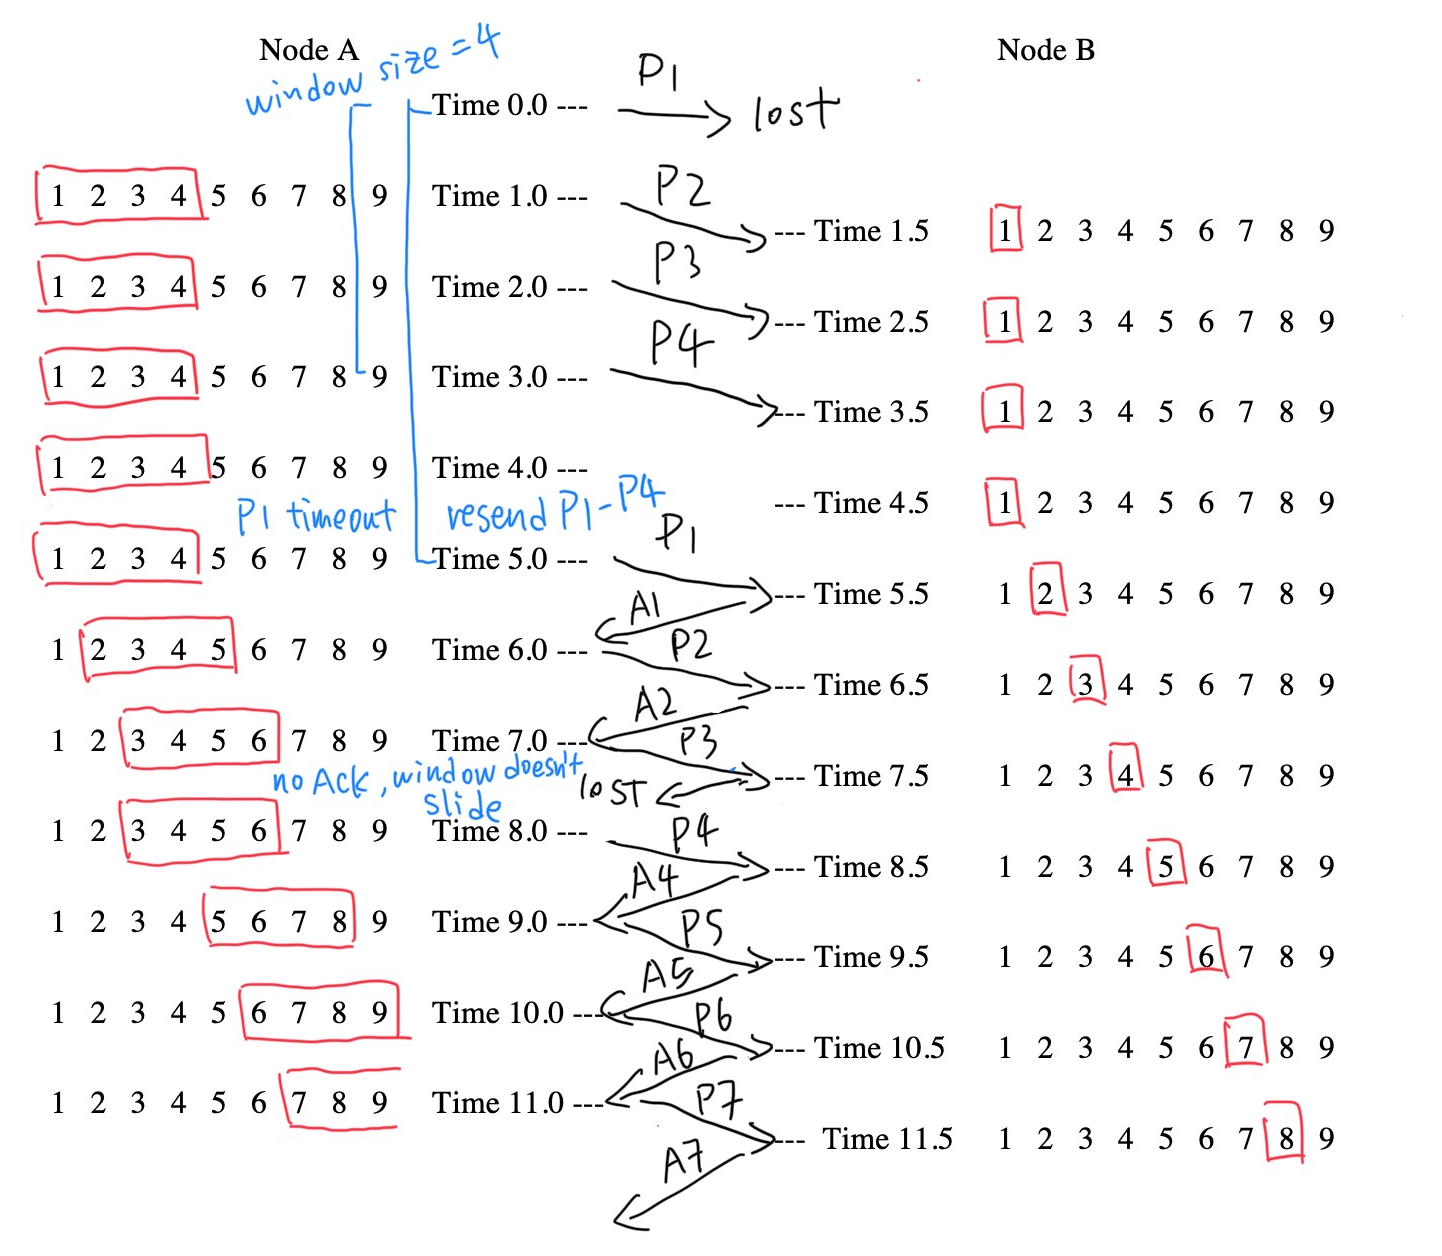 Node A
Node B
window size = 4
P1
Time 0.0 --- lost
P2
1 2 3 4 5 6 7 8 9 Time 1.0 ---
--- Time 1.5 1 2 3 4 5 6 7 8 9
P3
1 2 3 4 5 6 7 8 9 Time 2.0 ---
--- Time 2.5 1 2 3 4 5 6 7 8 9
P4
1 2 3 4 5 6 7 8 9 Time 3.0 ---
--- Time 3.5 1 2 3 4 5 6 7 8 9
1 2 3 4 5 6 7 8 9 Time 4.0 ---
--- Time 4.5 1 2 3 4 5 6 7 8 9
P1 timeout resend P1-P4
P1
1 2 3 4 5 6 7 8 9 Time 5.0 ---
--- Time 5.5 1 2 3 4 5 6 7 8 9
A1
P2
1 2 3 4 5 6 7 8 9 Time 6.0 ---
--- Time 6.5 1 2 3 4 5 6 7 8 9
A2
P3
1 2 3 4 5 6 7 8 9 Time 7.0 ---
--- Time 7.5 1 2 3 4 5 6 7 8 9
no Ack, window doesn't
slide
lost
P4
1 2 3 4 5 6 7 8 9 Time 8.0 ---
--- Time 8.5 1 2 3 4 5 6 7 8 9
A4
P5
1 2 3 4 5 6 7 8 9 Time 9.0 ---
--- Time 9.5 1 2 3 4 5 6 7 8 9
A5
P6
1 2 3 4 5 6 7 8 9 Time 10.0 ---
--- Time 10.5 1 2 3 4 5 6 7 8 9
A6
P7
1 2 3 4 5 6 7 8 9 Time 11.0 ---
--- Time 11.5 1 2 3 4 5 6 7 8 9
A7